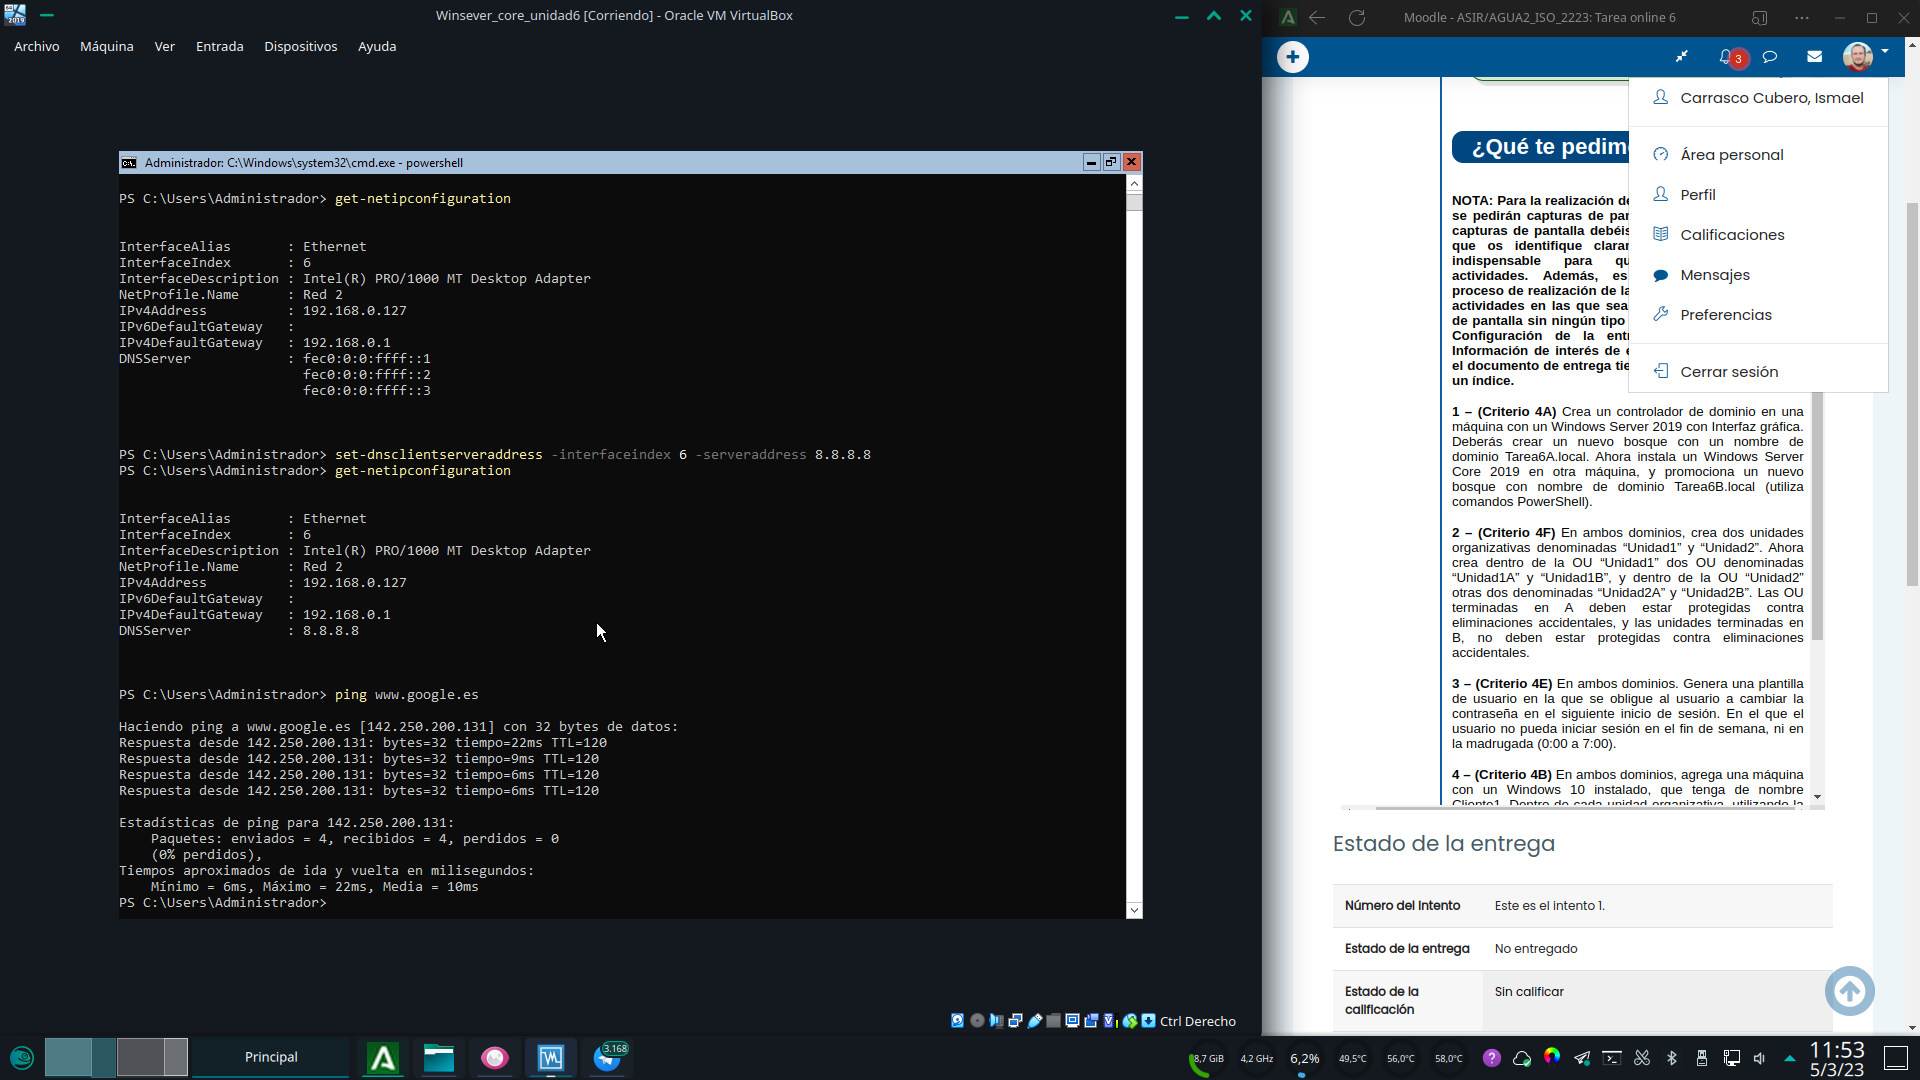 Winsever_core_unidad6 [Corriendo] - Oracle VM VirtualBox
Archivo Máquina Ver Entrada Dispositivos Ayuda
Administrador: C:\Windows\system32\cmd.exe - powershell
PS C:\Users\Administrador> get-netipconfiguration
InterfaceAlias : Ethernet
InterfaceIndex : 6
InterfaceDescription : Intel(R) PRO/1000 MT Desktop Adapter
NetProfile.Name : Red 2
IPv4Address : 192.168.0.127
IPv6DefaultGateway :
IPv4DefaultGateway : 192.168.0.1
DNSServer : fec0:0:0:ffff::1
fec0:0:0:ffff::2
fec0:0:0:ffff::3
PS C:\Users\Administrador> set-dnsclientserveraddress -interfaceindex 6 -serveraddress 8.8.8.8
PS C:\Users\Administrador> get-netipconfiguration
InterfaceAlias : Ethernet
InterfaceIndex : 6
InterfaceDescription : Intel(R) PRO/1000 MT Desktop Adapter
NetProfile.Name : Red 2
IPv4Address : 192.168.0.127
IPv6DefaultGateway :
IPv4DefaultGateway : 192.168.0.1
DNSServer : 8.8.8.8
PS C:\Users\Administrador> ping www.google.es
Haciendo ping a www.google.es [142.250.200.131] con 32 bytes de datos:
Respuesta desde 142.250.200.131: bytes=32 tiempo=22ms TTL=120
Respuesta desde 142.250.200.131: bytes=32 tiempo=9ms TTL=120
Respuesta desde 142.250.200.131: bytes=32 tiempo=6ms TTL=120
Respuesta desde 142.250.200.131: bytes=32 tiempo=6ms TTL=120
Estadísticas de ping para 142.250.200.131:
Paquetes: enviados = 4, recibidos = 4, perdidos = 0
(0% perdidos),
Tiempos aproximados de ida y vuelta en milisegundos:
Mínimo = 6ms, Máximo = 22ms, Media = 10ms
PS C:\Users\Administrador>
Ctrl Derecho
Moodle - ASIR/AGUA2_ISO_2223: Tarea online 6
3
Carrasco Cubero, Ismael
Área personal
Perfil
Calificaciones
Mensajes
Preferencias
Cerrar sesión
¿Qué te pedim
NOTA: Para la realización de
se pedirán capturas de pan
capturas de pantalla debéis
que os identifique clarar
indispensable para qu
actividades. Además, es
proceso de realización de la
actividades en las que sea
de pantalla sin ningún tipo
Configuración de la entr
Información de interés de e
el documento de entrega tie
un índice.
1 – (Criterio 4A) Crea un controlador de dominio en una
máquina con un Windows Server 2019 con Interfaz gráfica.
Deberás crear un nuevo bosque con un nombre de
dominio Tarea6A.local. Ahora instala un Windows Server
Core 2019 en otra máquina, y promociona un nuevo
bosque con nombre de dominio Tarea6B.local (utiliza
comandos PowerShell).
2 – (Criterio 4F) En ambos dominios, crea dos unidades
organizativas denominadas “Unidad1” y “Unidad2”. Ahora
crea dentro de la OU “Unidad1” dos OU denominadas
“Unidad1A” y “Unidad1B”, y dentro de la OU “Unidad2”
otras dos denominadas “Unidad2A” y “Unidad2B”. Las OU
terminadas en A deben estar protegidas contra
eliminaciones accidentales, y las unidades terminadas en
B, no deben estar protegidas contra eliminaciones
accidentales.
3 – (Criterio 4E) En ambos dominios. Genera una plantilla
de usuario en la que se obligue al usuario a cambiar la
contraseña en el siguiente inicio de sesión. En el que el
usuario no pueda iniciar sesión en el fin de semana, ni en
la madrugada (0:00 a 7:00).
4 – (Criterio 4B) En ambos dominios, agrega una máquina
con un Windows 10 instalado, que tenga de nombre
Cliente1. Dentro de cada unidad organizativa, utilizando la
Estado de la entrega
Número del intento Este es el intento 1.
Estado de la entrega No entregado
Estado de la calificación Sin calificar
Principal
3.168
8,7 GiB
4,2 GHz
6,2%
49,5°C
56,0°C
58,0°C
11:53
5/3/23